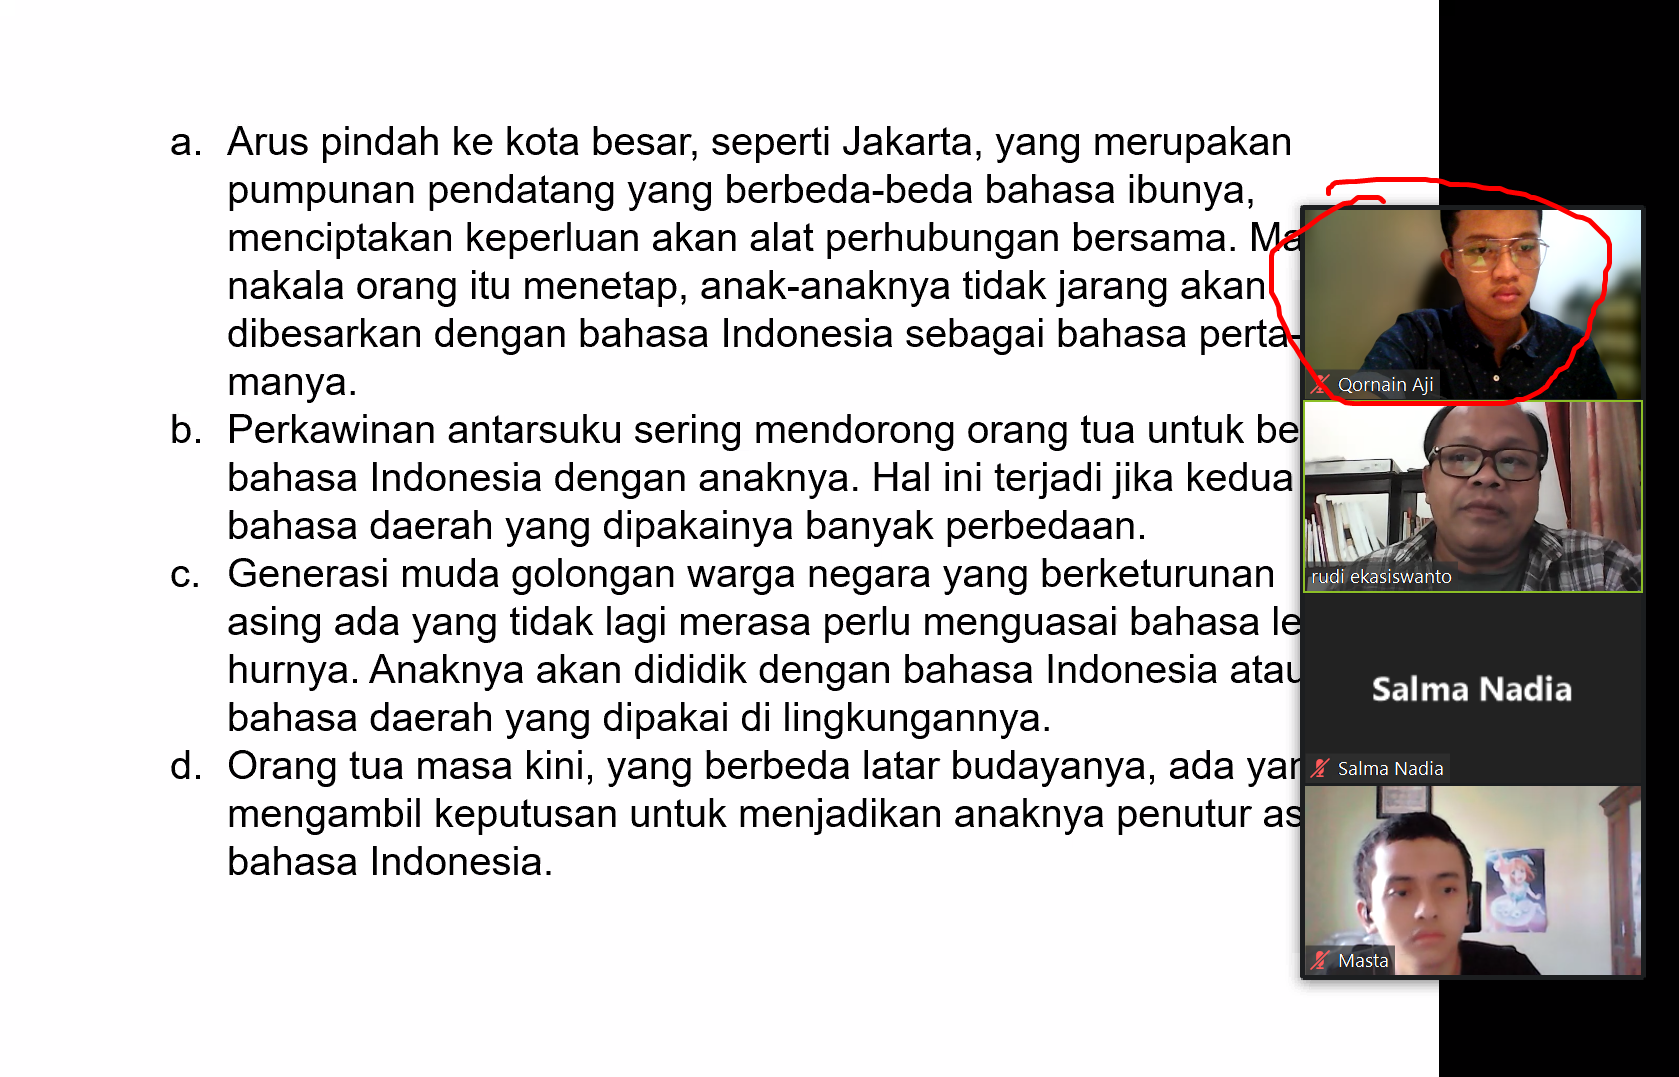 a. Arus pindah ke kota besar, seperti Jakarta, yang merupakan
pumpunan pendatang yang berbeda-beda bahasa ibunya,
menciptakan keperluan akan alat perhubungan bersama. Ma
nakala orang itu menetap, anak-anaknya tidak jarang akan
dibesarkan dengan bahasa Indonesia sebagai bahasa perta-
manya.
b. Perkawinan antarsuku sering mendorong orang tua untuk be
bahasa Indonesia dengan anaknya. Hal ini terjadi jika kedua
bahasa daerah yang dipakainya banyak perbedaan.
c. Generasi muda golongan warga negara yang berketurunan
asing ada yang tidak lagi merasa perlu menguasai bahasa le
hurnya. Anaknya akan dididik dengan bahasa Indonesia atau
bahasa daerah yang dipakai di lingkungannya.
d. Orang tua masa kini, yang berbeda latar budayanya, ada yan
mengambil keputusan untuk menjadikan anaknya penutur as
bahasa Indonesia.
Qornain Aji
rudi ekasiswanto
Salma Nadia
Salma Nadia
Masta